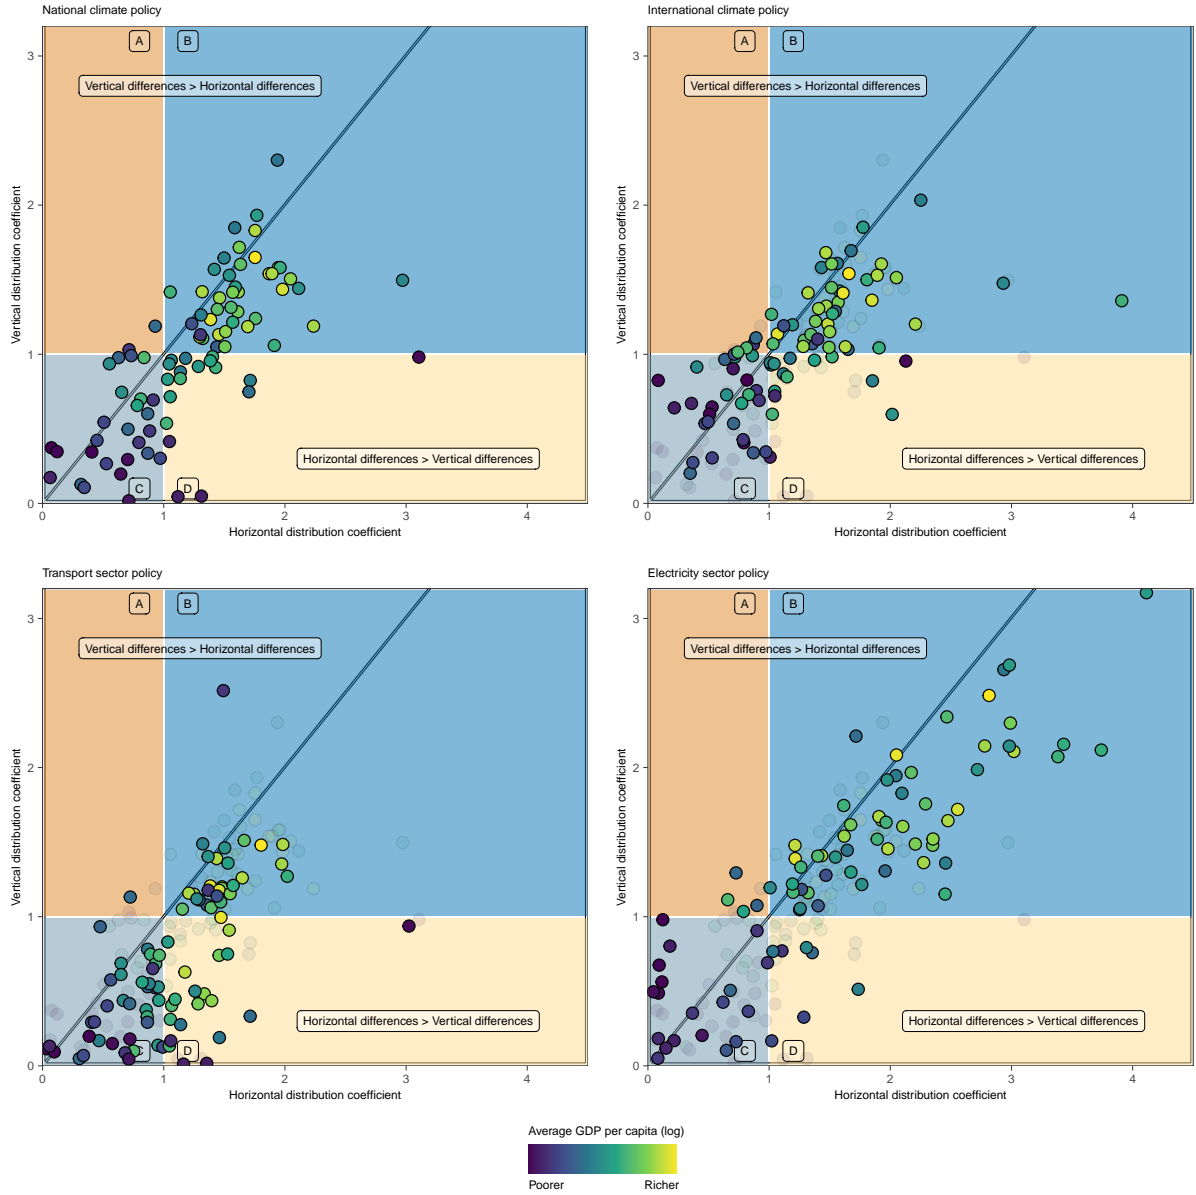 National climate policy
International climate policy
A
B
A
B
Vertical differences > Horizontal differences
Vertical differences > Horizontal differences
Horizontal differences > Vertical differences
Horizontal differences > Vertical differences
C
D
C
D
Vertical distribution coefficient
0
1
2
3
Vertical distribution coefficient
0
1
2
3
0
1
2
3
4
0
1
2
3
4
Horizontal distribution coefficient
Horizontal distribution coefficient
Transport sector policy
Electricity sector policy
A
B
A
B
Vertical differences > Horizontal differences
Vertical differences > Horizontal differences
Horizontal differences > Vertical differences
Horizontal differences > Vertical differences
C
D
C
D
Vertical distribution coefficient
0
1
2
3
Vertical distribution coefficient
0
1
2
3
0
1
2
3
4
0
1
2
3
4
Horizontal distribution coefficient
Horizontal distribution coefficient
Average GDP per capita (log)
Poorer
Richer